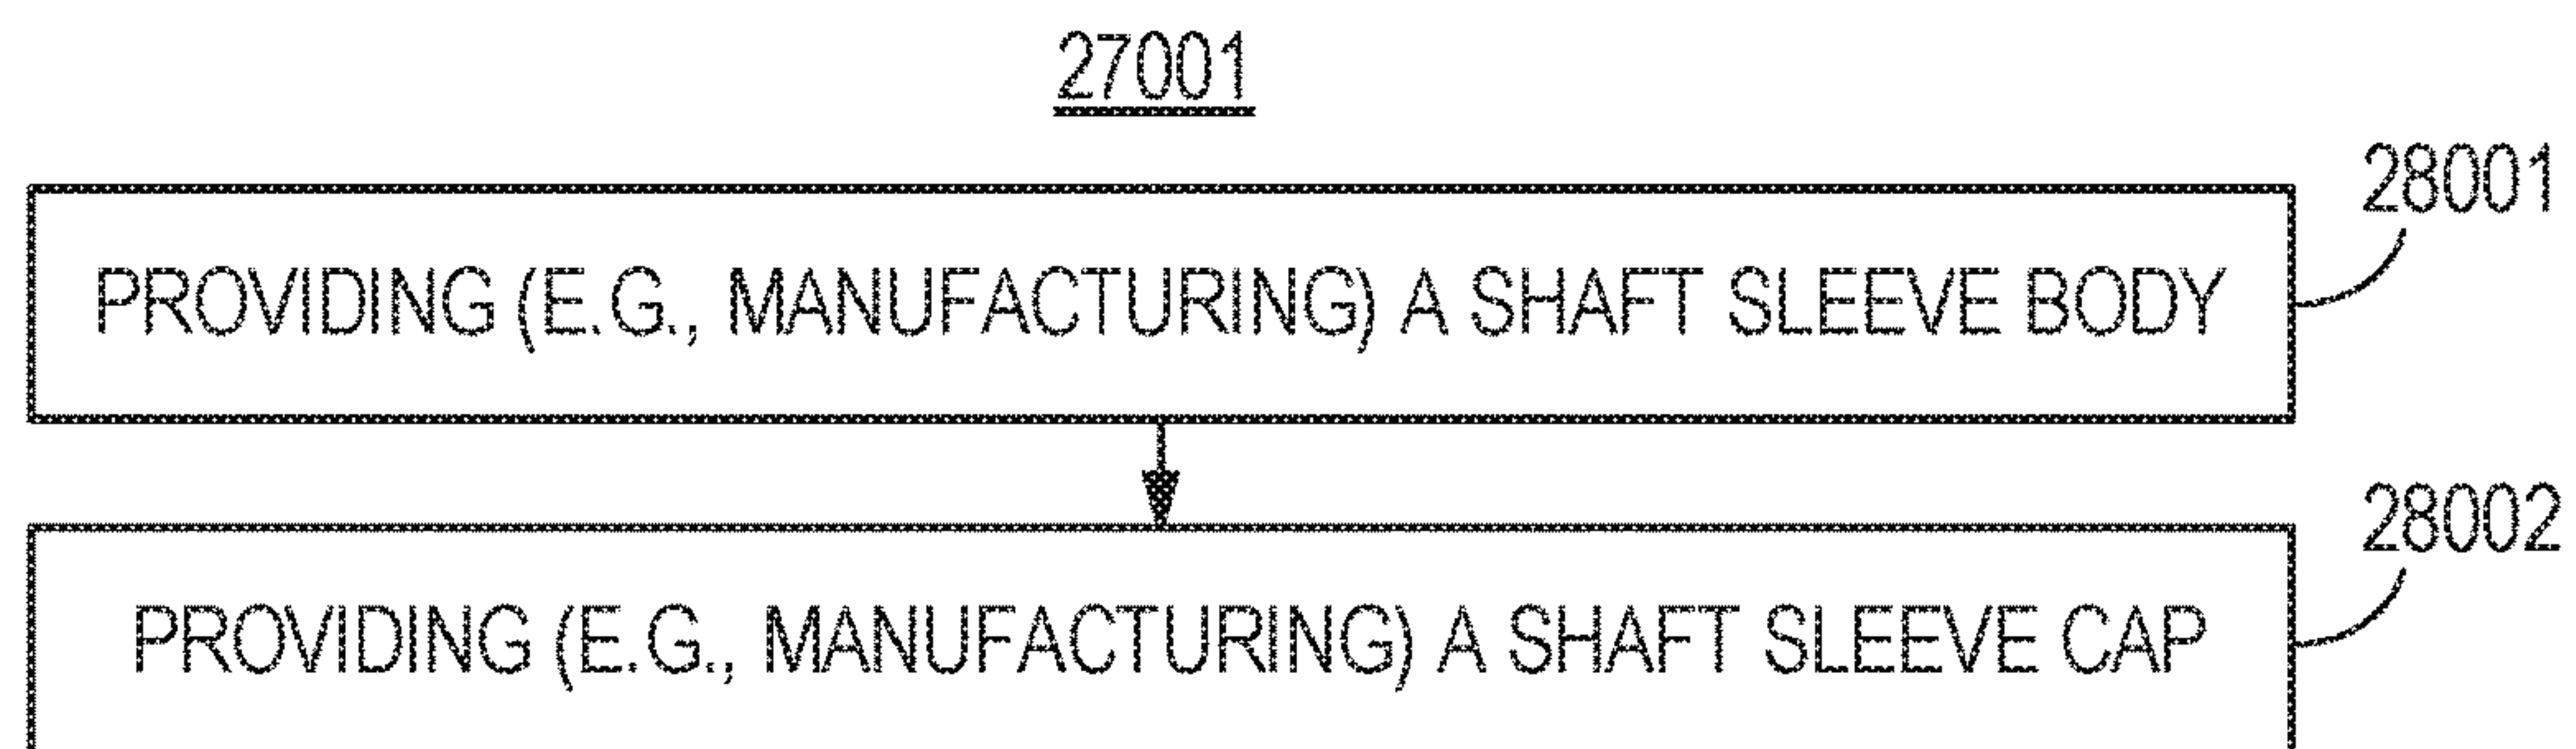 27001
28001
PROVIDING (E.G., MANUFACTURING) A SHAFT SLEEVE BODY
28002
PROVIDING (E.G., MANUFACTURING) A SHAFT SLEEVE CAP